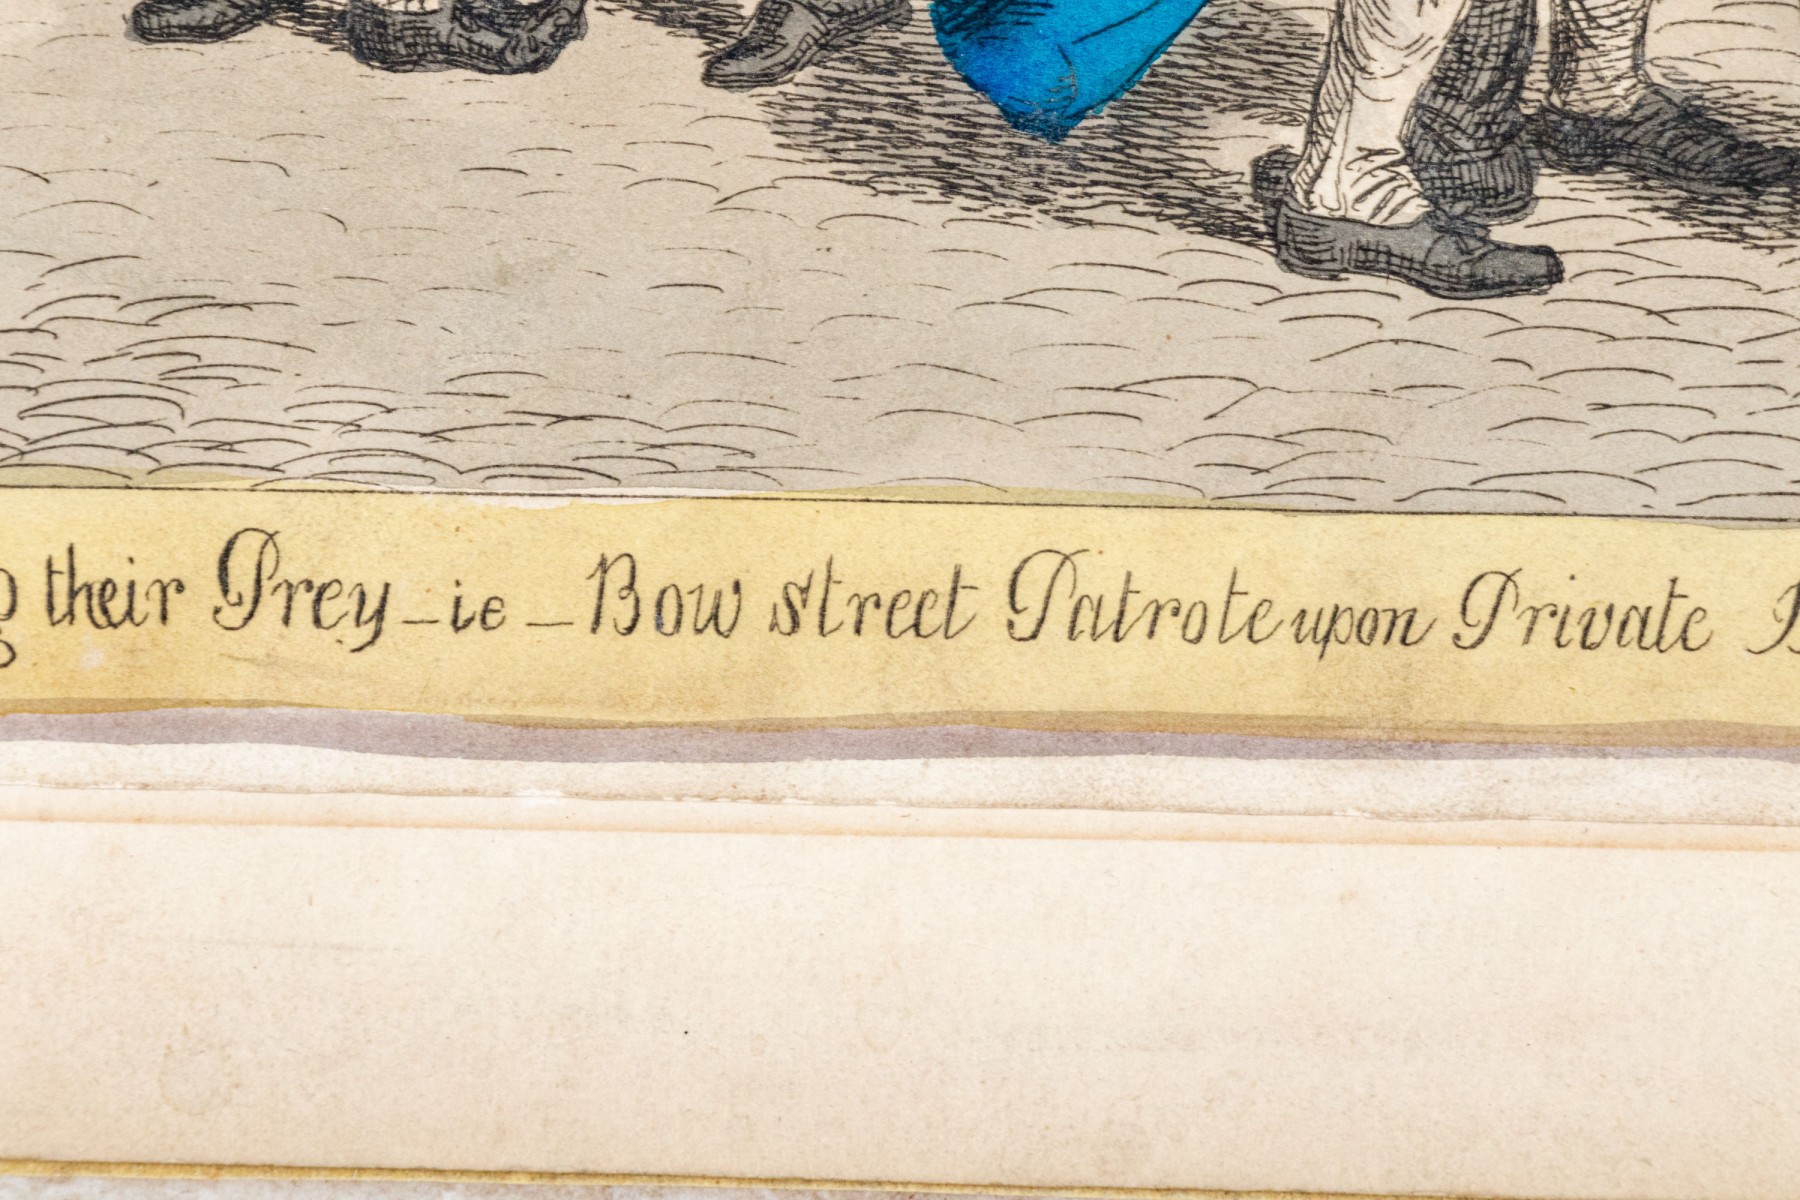 their Prey - ie - Bow street Patrote upon Private